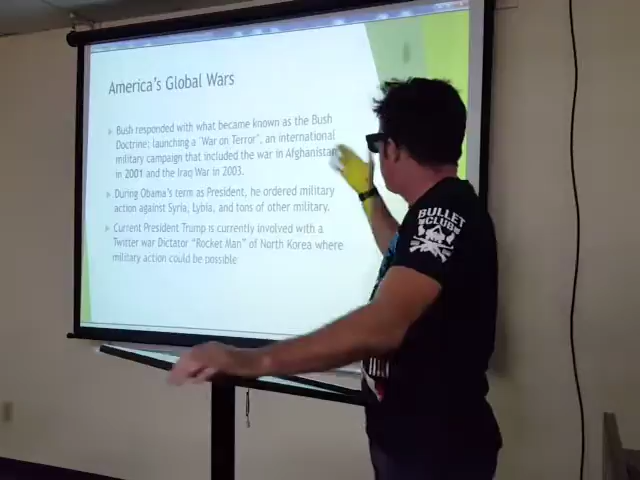 America's Global Wars
Bush responded with what became known as the Bush
Doctrine; launching a "War on Terror", an international
military campaign that included the war in Afghanistan
in 2001 and the Iraq War in 2003.
During Obama's term as President, he ordered military
action against Syria, Lybia, and tons of other military.
Current President Trump is currently involved with a
Twitter war Dictator "Rocket Man" of North Korea where
military action could be possible
BULLET
CLUB